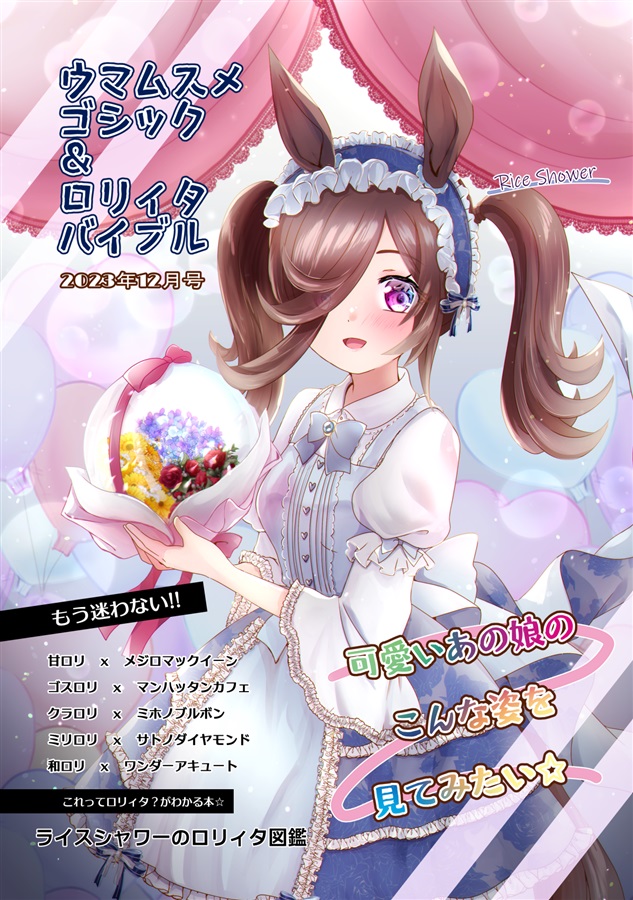 ウマムスメ
ゴシック
&
ロリィタ
バイブル
2023年12月号
Rice Shower
もう迷わない!!
甘ロリ x メジロマックイーン
ゴスロリ x マンハッタンカフェ
クラロリ x ミホノブルボン
ミリロリ x サトノダイヤモンド
和ロリ x ワンダーアキュート
これってロリィタ?がわかる本☆
ライスシャワーのロリィタ図鑑
可愛いあの娘の
こんな姿を
見てみたい☆